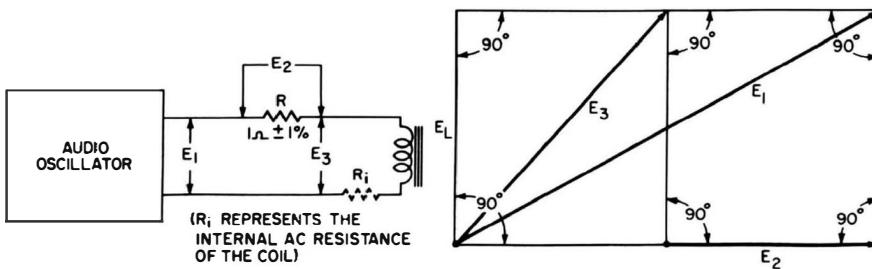 E2
R
1Ω ± 1%
AUDIO
OSCILLATOR
E1
E3
Ri
(Ri REPRESENTS THE
INTERNAL AC RESISTANCE
OF THE COIL)
90°
90°
90°
EL
E3
E1
90°
90°
90°
E2